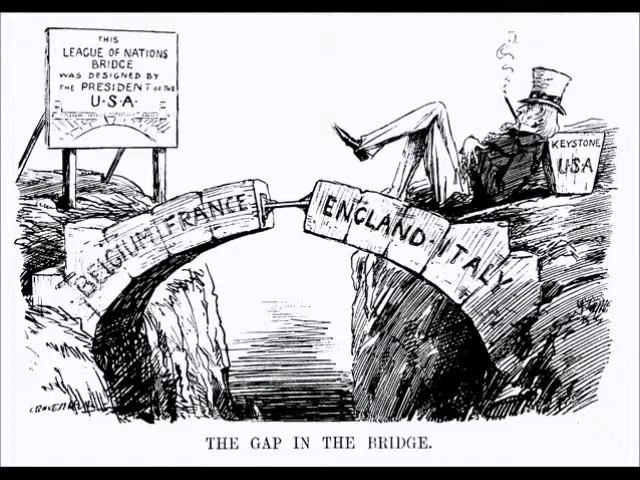 THIS
LEAGUE OF NATIONS
BRIDGE
WAS DESIGNED BY
THE PRESIDENT OF THE
U.S.A.
KEYSTONE
USA
BELGIUM FRANCE
ENGLAND-ITALY
THE GAP IN THE BRIDGE.